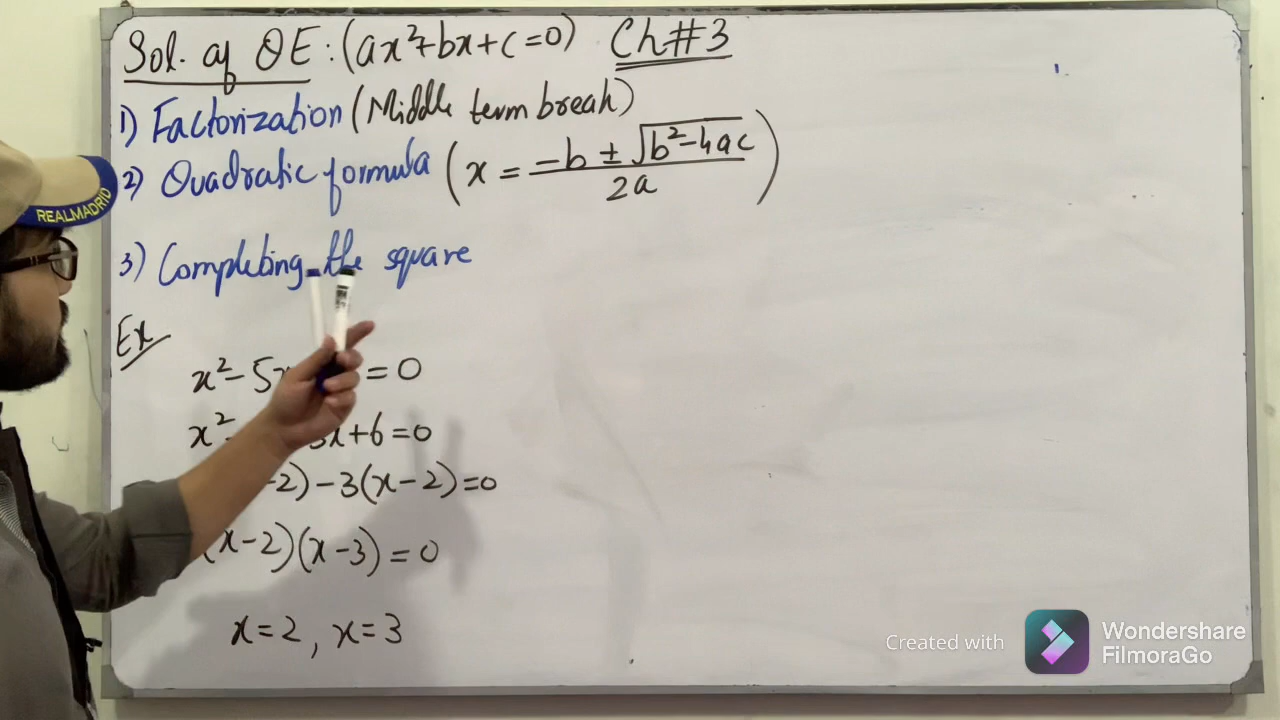 Sol. of QE: (ax²+bx+c=0) Ch#3
1) Factorization (Middle term break)
2) Quadratic formula (x = (-b ± √(b²-4ac))/2a)
3) Completing the square
REALMADRID
Ex
x² - 5x = 0
x² - 3x+6=0
-2) - 3(x-2)=0
(x-2)(x-3) = 0
x=2, x=3
Created with Wondershare FilmoraGo